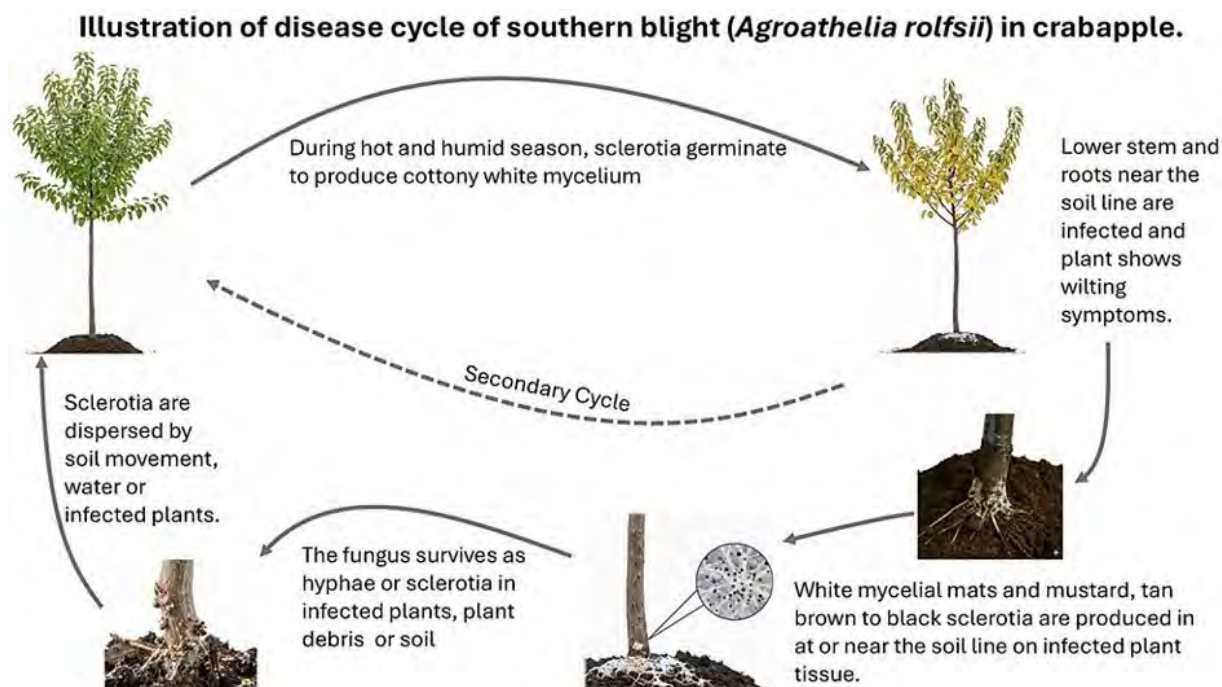 Illustration of disease cycle of southern blight (Agroathelia rolfsii) in crabapple.
During hot and humid season, sclerotia germinate
to produce cottony white mycelium
Lower stem and
roots near the
soil line are
infected and
plant shows
wilting
symptoms.
Secondary Cycle
White mycelial mats and mustard, tan
brown to black sclerotia are produced in
at or near the soil line on infected plant
tissue.
The fungus survives as
hyphae or sclerotia in
infected plants, plant
debris or soil
Sclerotia are
dispersed by
soil movement,
water or
infected plants.